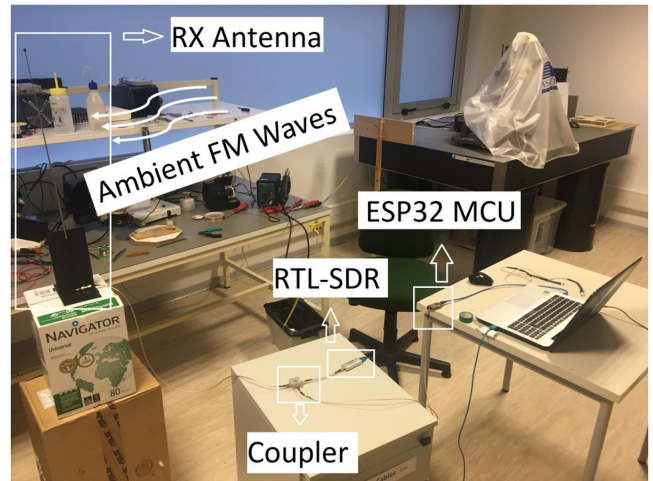 RX Antenna
Ambient FM Waves
ESP32 MCU
RTL-SDR
NAVIGATOR
Universal
80
Coupler